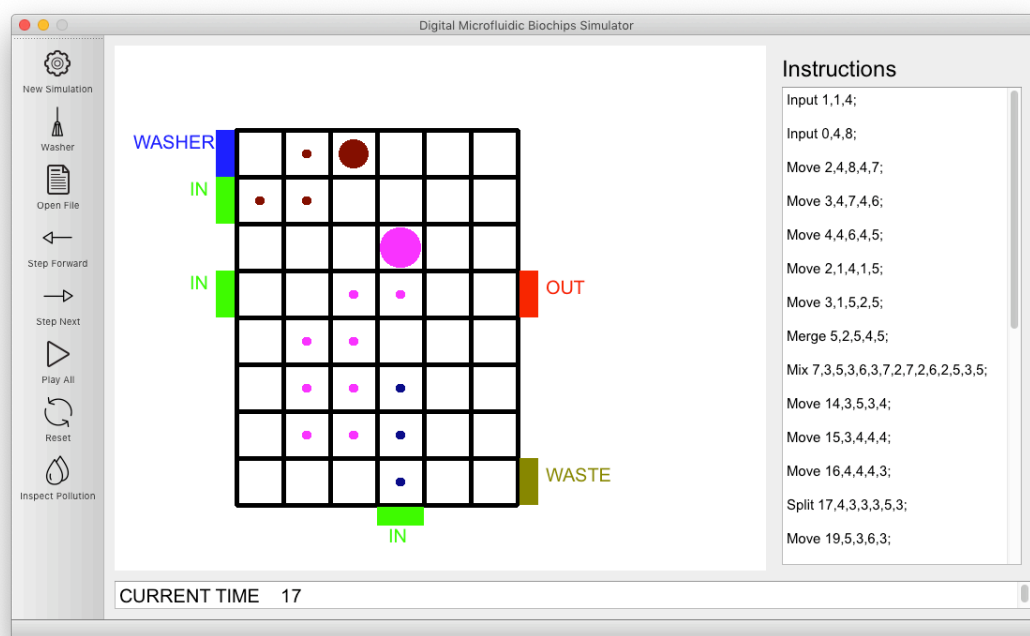 Digital Microfluidic Biochips Simulator
New Simulation
Washer
Open File
Step Forward
Step Next
Play All
Reset
Inspect Pollution
WASHER
IN
IN
OUT
WASTE
IN
Instructions
Input 1,1,4;
Input 0,4,8;
Move 2,4,8,4,7;
Move 3,4,7,4,6;
Move 4,4,6,4,5;
Move 2,1,4,1,5;
Move 3,1,5,2,5;
Merge 5,2,5,4,5;
Mix 7,3,5,3,6,3,7,2,7,2,6,2,5,3,5;
Move 14,3,5,3,4;
Move 15,3,4,4,4;
Move 16,4,4,4,3;
Split 17,4,3,3,3,5,3;
Move 19,5,3,6,3;
CURRENT TIME 17